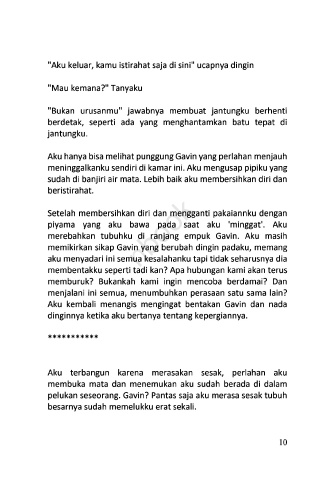 "Aku keluar, kamu istirahat saja di sini" ucapnya dingin
"Mau kemana?" Tanyaku
"Bukan urusanmu" jawabnya membuat jantungku berhenti
berdetak, seperti ada yang menghantamkan batu tepat di
jantungku.
Aku hanya bisa melihat punggung Gavin yang perlahan menjauh
meninggalkanku sendiri di kamar ini. Aku mengusap pipiku yang
sudah di banjiri air mata. Lebih baik aku membersihkan diri dan
beristirahat.
Setelah membersihkan diri dan mengganti pakaiannku dengan
piyama yang aku bawa pada saat aku 'minggat'. Aku
merebahkan tubuhku di ranjang empuk Gavin. Aku masih
memikirkan sikap Gavin yang berubah dingin padaku, memang
aku menyadari ini semua kesalahanku tapi tidak seharusnya dia
membentakku seperti tadi kan? Apa hubungan kami akan terus
memburuk? Bukankah kami ingin mencoba berdamai? Dan
menjalani ini semua, menumbuhkan perasaan satu sama lain?
Aku kembali menangis mengingat bentakan Gavin dan nada
dinginnya ketika aku bertanya tentang kepergiannya.
***********
Aku terbangun karena merasakan sesak, perlahan aku
membuka mata dan menemukan aku sudah berada di dalam
pelukan seseorang. Gavin? Pantas saja aku merasa sesak tubuh
besarnya sudah memelukku erat sekali.
10